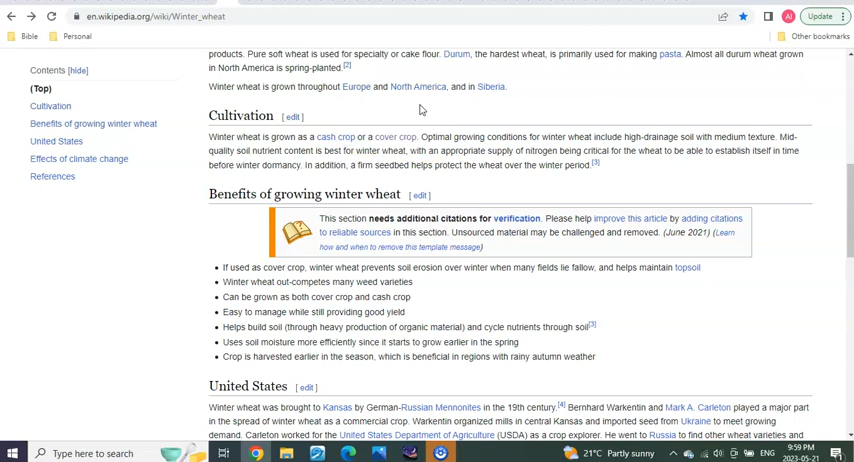 en.wikipedia.org/wiki/Winter_wheat
AI
Update
Bible
Personal
Other bookmarks
Contents [hide]
(Top)
Cultivation
Benefits of growing winter wheat
United States
Effects of climate change
References
products. Pure soft wheat is used for specialty or cake flour. Durum, the hardest wheat, is primarily used for making pasta. Almost all durum wheat grown
in North America is spring-planted.[2]
Winter wheat is grown throughout Europe and North America, and in Siberia.
Cultivation [ edit ]
Winter wheat is grown as a cash crop or a cover crop. Optimal growing conditions for winter wheat include high-drainage soil with medium texture. Mid-
quality soil nutrient content is best for winter wheat, with an appropriate supply of nitrogen being critical for the wheat to be able to establish itself in time
before winter dormancy. In addition, a firm seedbed helps protect the wheat over the winter period.[3]
Benefits of growing winter wheat [ edit ]
This section needs additional citations for verification. Please help improve this article by adding citations
to reliable sources in this section. Unsourced material may be challenged and removed. (June 2021) (Learn
how and when to remove this template message)
• If used as cover crop, winter wheat prevents soil erosion over winter when many fields lie fallow, and helps maintain topsoil
• Winter wheat out-competes many weed varieties
• Can be grown as both cover crop and cash crop
• Easy to manage while still providing good yield
• Helps build soil (through heavy production of organic material) and cycle nutrients through soil[3]
• Uses soil moisture more efficiently since it starts to grow earlier in the spring
• Crop is harvested earlier in the season, which is beneficial in regions with rainy autumn weather
United States [ edit ]
Winter wheat was brought to Kansas by German-Russian Mennonites in the 19th century.[4] Bernhard Warkentin and Mark A. Carleton played a major part
in the spread of winter wheat as a commercial crop. Warkentin organized mills in central Kansas and imported seed from Ukraine to meet growing
demand. Carleton worked for the United States Department of Agriculture (USDA) as a crop explorer. He went to Russia to find other wheat varieties and
Type here to search
21°C Partly sunny
ENG
9:59 PM
2023-05-21